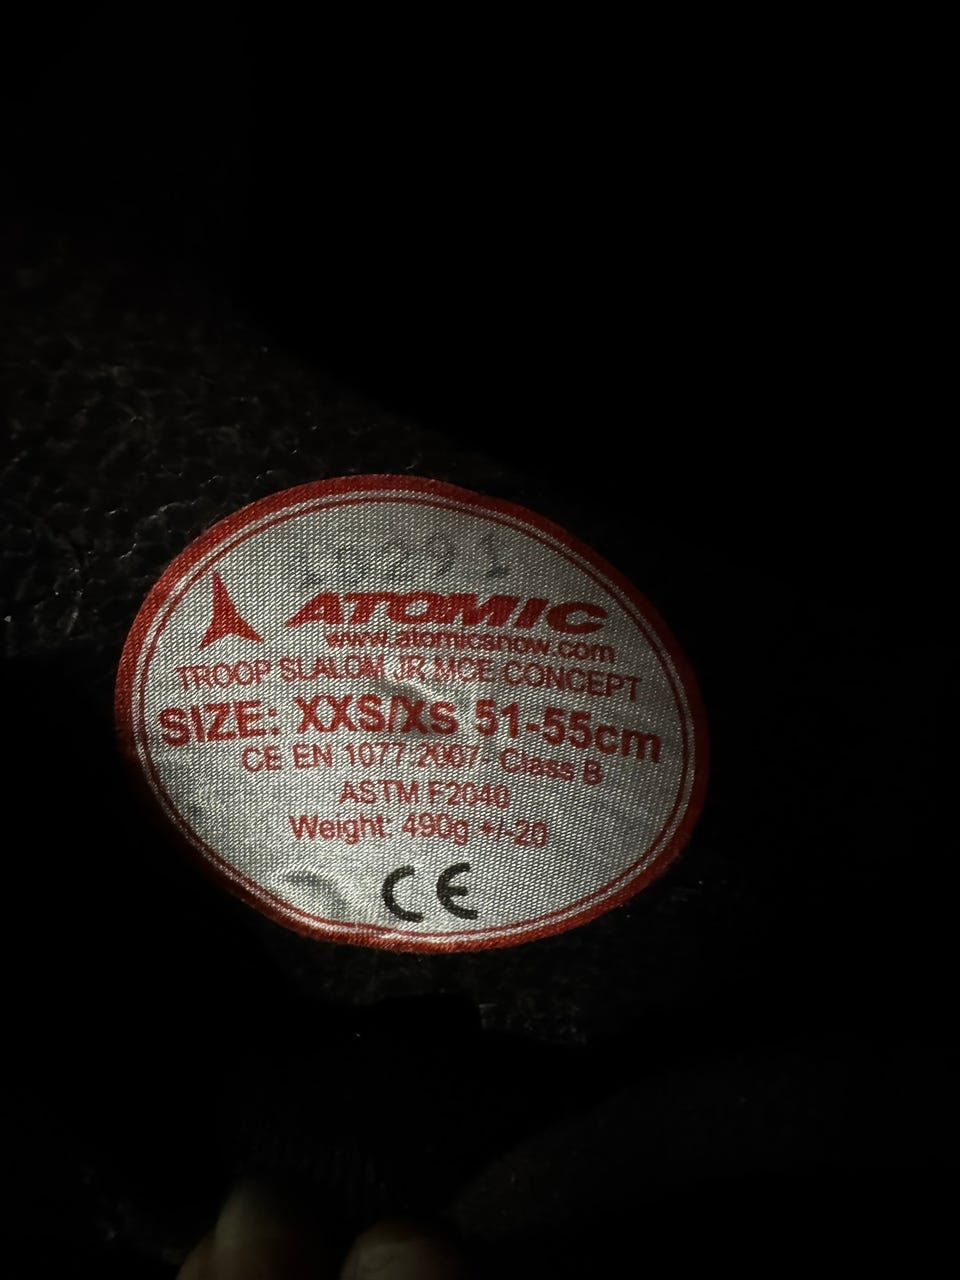 ATOMIC
www.atomicsnow.com
TROOP SLALOM JR MCE CONCEPT
SIZE: XXS/XS 51-55cm
CE EN 1077:2007- Class B
ASTM F2040
Weight: 490g +/-20
CE